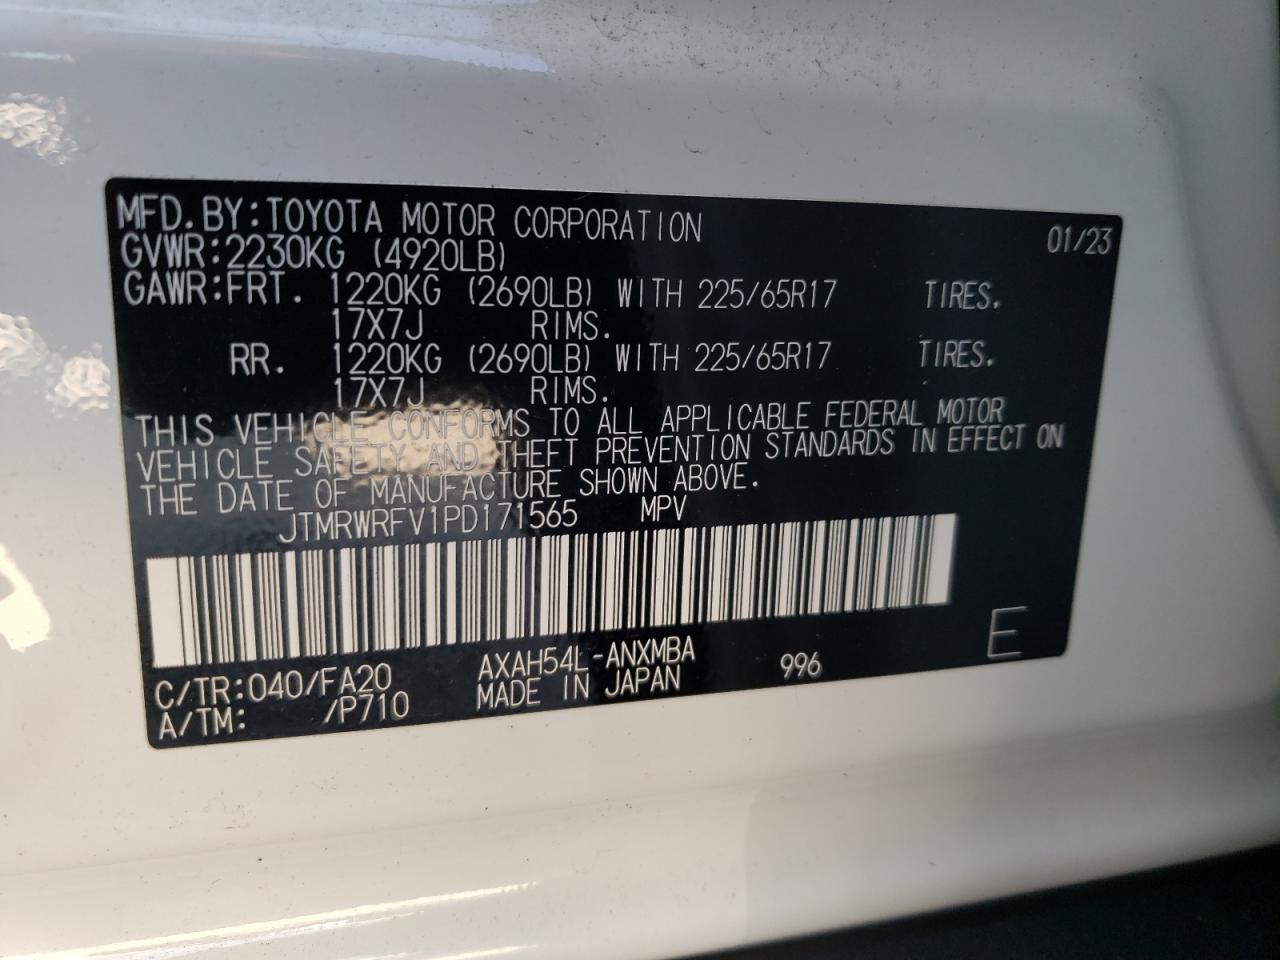 MFD.BY:TOYOTA MOTOR CORPORATION 01/23
GVWR:2230KG (4920LB)
GAWR:FRT. 1220KG (2690LB) WITH 225/65R17 TIRES.
17X7J RIMS.
RR. 1220KG (2690LB) WITH 225/65R17 TIRES.
17X7J RIMS.
THIS VEHICLE CONFORMS TO ALL APPLICABLE FEDERAL MOTOR
VEHICLE SAFETY AND THEFT PREVENTION STANDARDS IN EFFECT ON
THE DATE OF MANUFACTURE SHOWN ABOVE.
JTMRWRFV1PD171565 MPV
C/TR:040/FA20 AXAH54L-ANXMBA 996 E
A/TM: /P710 MADE IN JAPAN